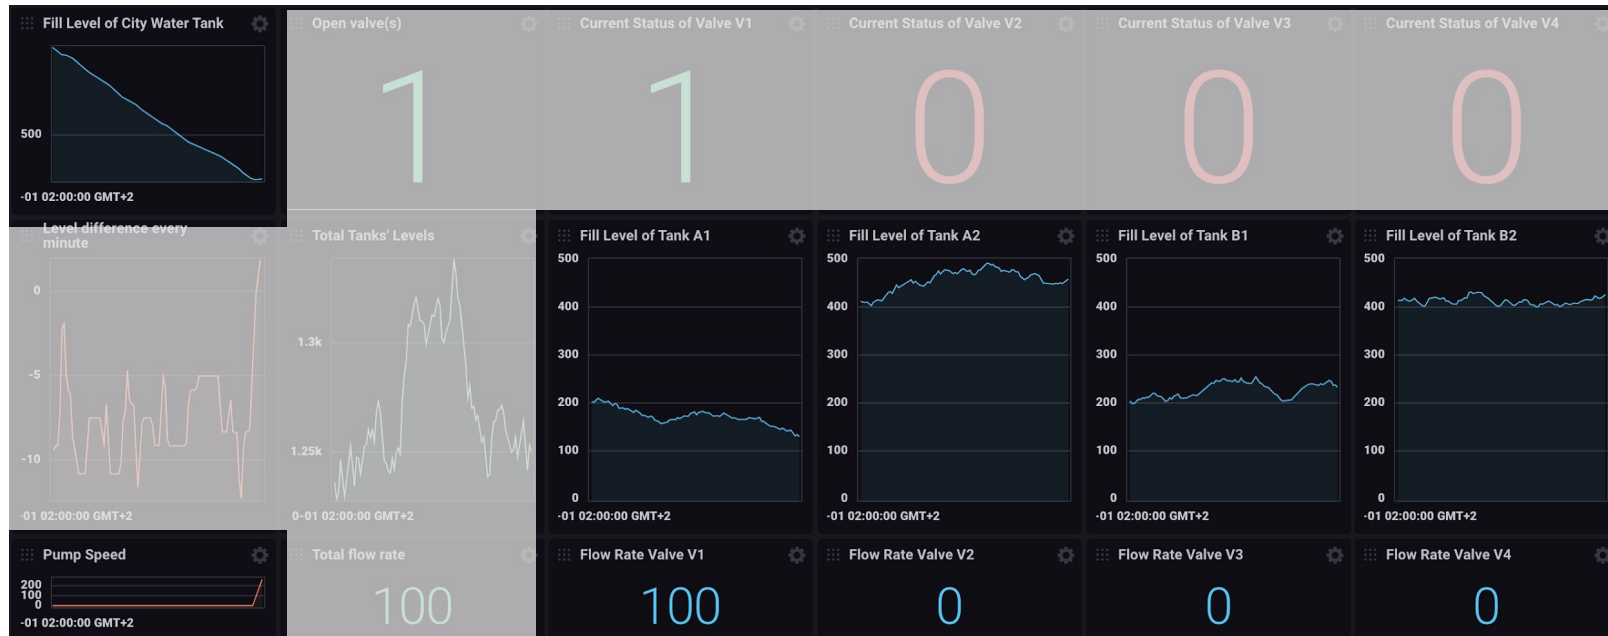 Fill Level of City Water Tank
500
-01 02:00:00 GMT+2
Open valve(s)
1
Current Status of Valve V1
1
Current Status of Valve V2
0
Current Status of Valve V3
0
Current Status of Valve V4
0
Level difference every
minute
0
-5
-10
-01 02:00:00 GMT+2
Total Tanks' Levels
1.3k
1.25k
0-01 02:00:00 GMT+2
Fill Level of Tank A1
500
400
300
200
100
0
-01 02:00:00 GMT+2
Fill Level of Tank A2
500
400
300
200
100
0
-01 02:00:00 GMT+2
Fill Level of Tank B1
500
400
300
200
100
0
-01 02:00:00 GMT+2
Fill Level of Tank B2
500
400
300
200
100
0
-01 02:00:00 GMT+2
Pump Speed
200
100
0
-01 02:00:00 GMT+2
Total flow rate
100
Flow Rate Valve V1
100
Flow Rate Valve V2
0
Flow Rate Valve V3
0
Flow Rate Valve V4
0